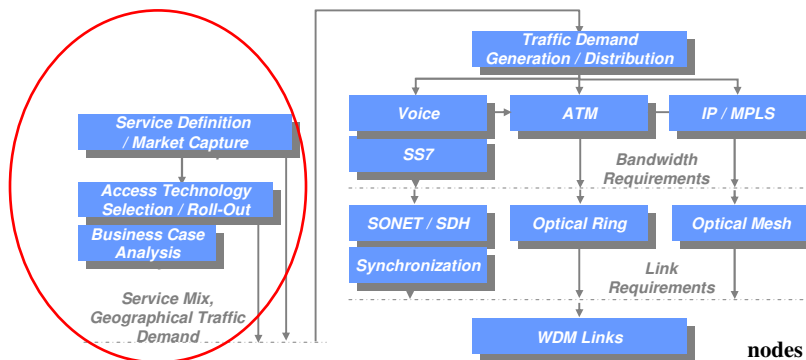 Service Definition
/ Market Capture
Access Technology
Selection / Roll-Out
Business Case
Analysis
Service Mix,
Geographical Traffic
Demand
Traffic Demand
Generation / Distribution
Voice
ATM
IP / MPLS
SS7
Bandwidth
Requirements
SONET / SDH
Optical Ring
Optical Mesh
Synchronization
Link
Requirements
WDM Links
nodes